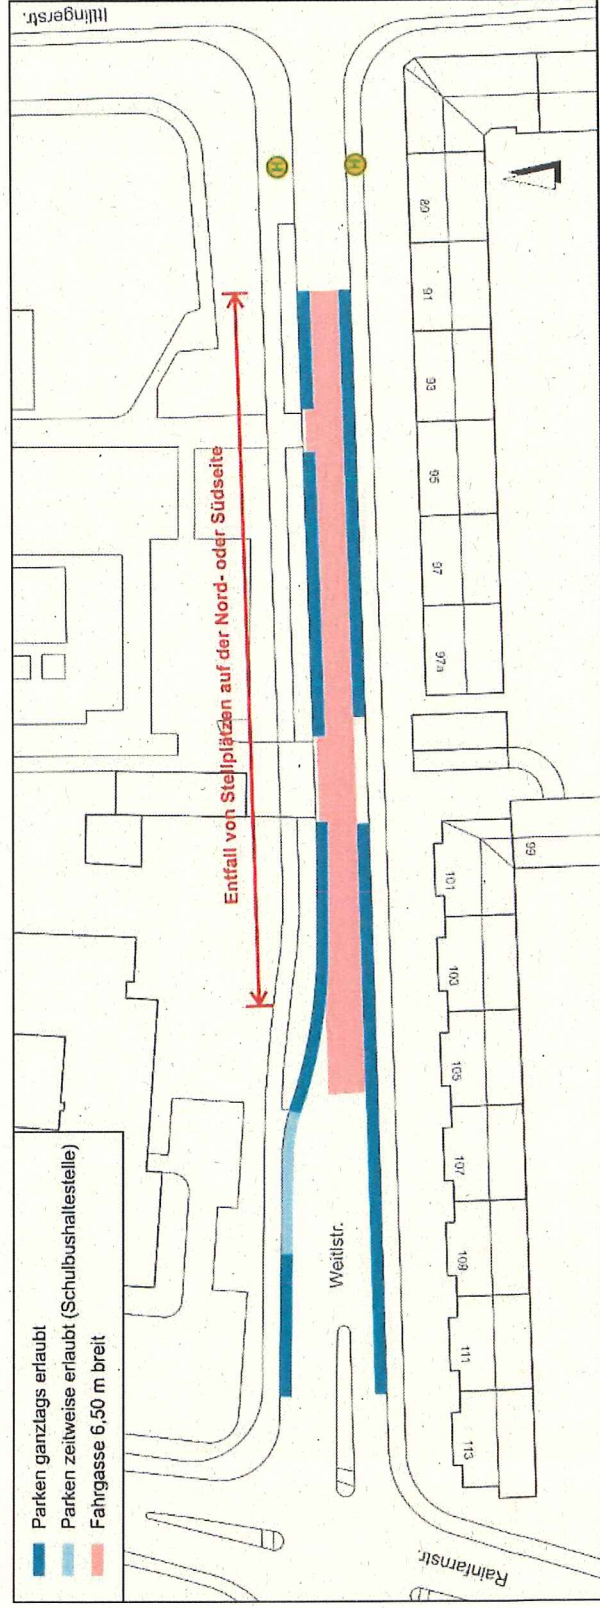 Parken ganztags erlaubt
Parken zeitweise erlaubt (Schulbushaltestelle)
Fahrgasse 6,50 m breit
Entfall von Stellplätzen auf der Nord- oder Südseite
Ittlingerstr.
H
H
Weitlstr.
Rainfarnstr.
113
111
109
107
105
103
101
99
97a
97
95
93
91
89